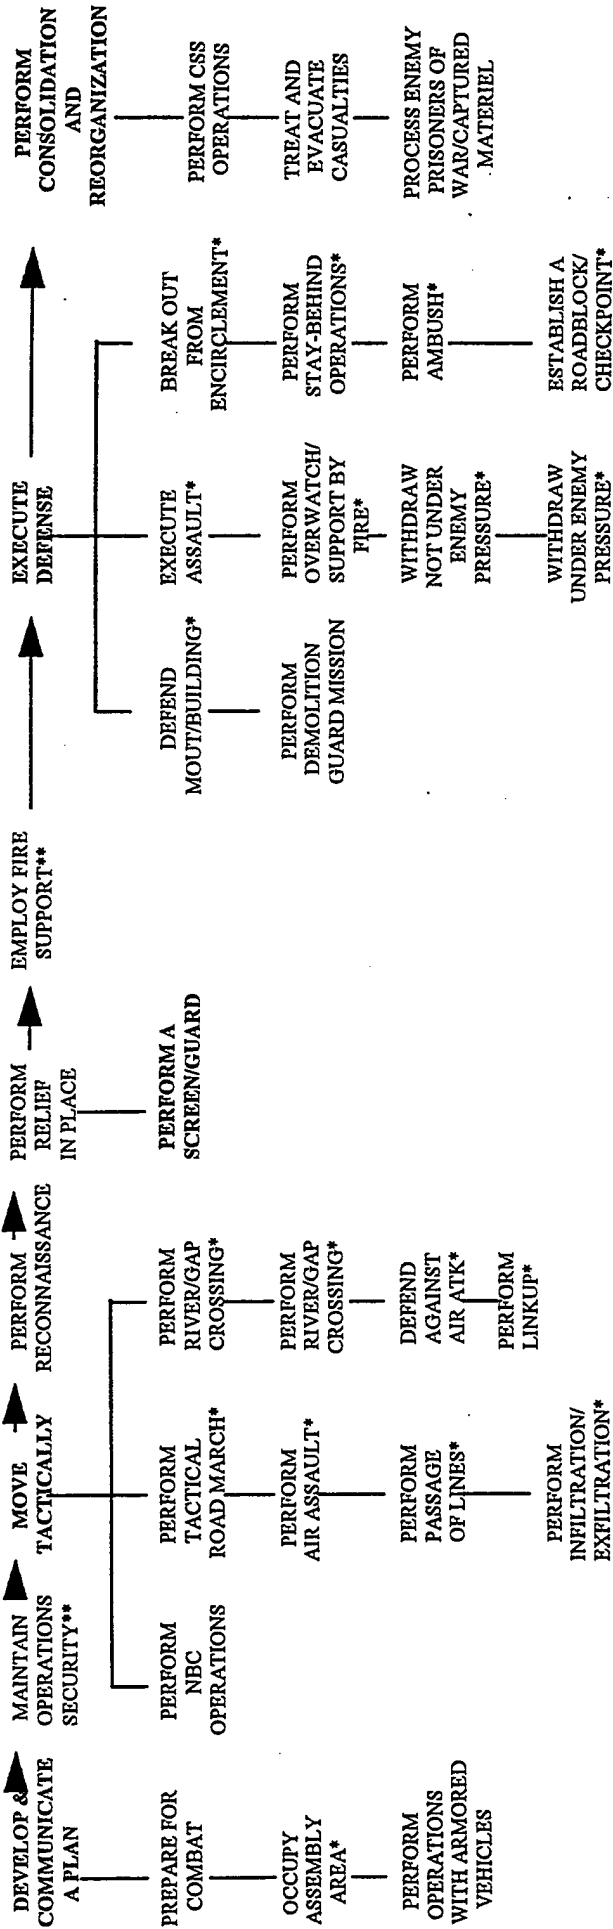 DEVELOP &
COMMUNICATE
A PLAN
PREPARE FOR
COMBAT
OCCUPY
ASSEMBLY
AREA*
PERFORM
OPERATIONS
WITH ARMORED
VEHICLES
MAINTAIN
OPERATIONS
SECURITY**
MOVE
TACTICALLY
PERFORM
NBC
OPERATIONS
PERFORM
TACTICAL
ROAD MARCH*
PERFORM
AIR ASSAULT*
PERFORM
PASSAGE
OF LINES*
PERFORM
INFILTRATION/
EXFILTRATION*
PERFORM
RIVER/GAP
CROSSING*
PERFORM
RIVER/GAP
CROSSING*
DEFEND
AGAINST
AIR ATK*
PERFORM
LINKUP*
PERFORM
RECONNAISSANCE
PERFORM
RELIEF
IN PLACE
PERFORM A
SCREEN/GUARD
EMPLOY FIRE
SUPPORT**
EXECUTE
DEFENSE
DEFEND
MOUT/BUILDING*
PERFORM
DEMOLITION
GUARD MISSION
EXECUTE
ASSAULT*
PERFORM
OVERWATCH/
SUPPORT BY
FIRE*
WITHDRAW
NOT UNDER
ENEMY
PRESSURE*
WITHDRAW
UNDER ENEMY
PRESSURE*
BREAK OUT
FROM
ENCIRCLEMENT*
PERFORM
STAY-BEHIND
OPERATIONS*
PERFORM
AMBUSH*
ESTABLISH A
ROADBLOCK/
CHECKPOINT*
PERFORM
CONSOLIDATION
AND
REORGANIZATION
PERFORM CSS
OPERATIONS
TREAT AND
EVACUATE
CASUALTIES
PROCESS ENEMY
PRISONERS OF
WAR/CAPTURED
MATERIEL